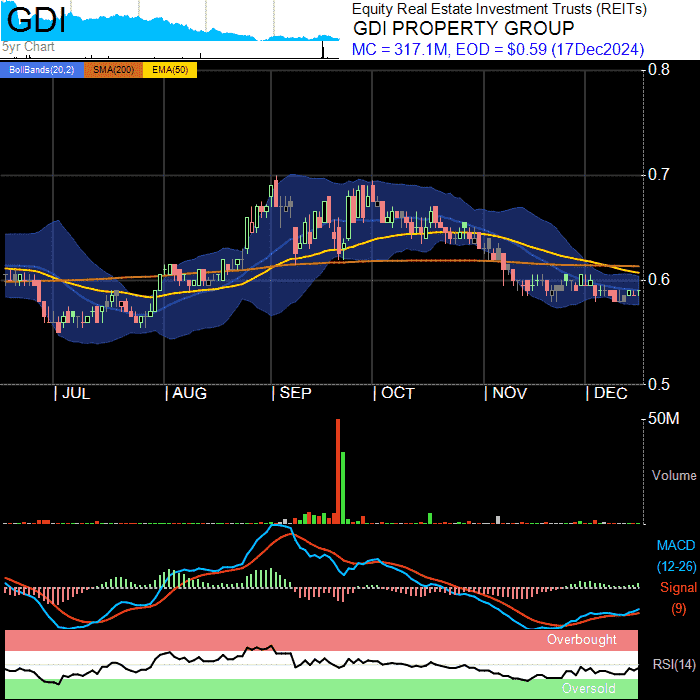 GDI
5yr Chart
Equity Real Estate Investment Trusts (REITs)
GDI PROPERTY GROUP
MC = 317.1M, EOD = $0.59 (17Dec2024)
BollBands(20,2) SMA(200) EMA(50)
0.8
0.7
0.6
0.5
| JUL | AUG | SEP | OCT | NOV | DEC
50M
Volume
MACD
(12-26)
Signal
(9)
Overbought
RSI(14)
Oversold